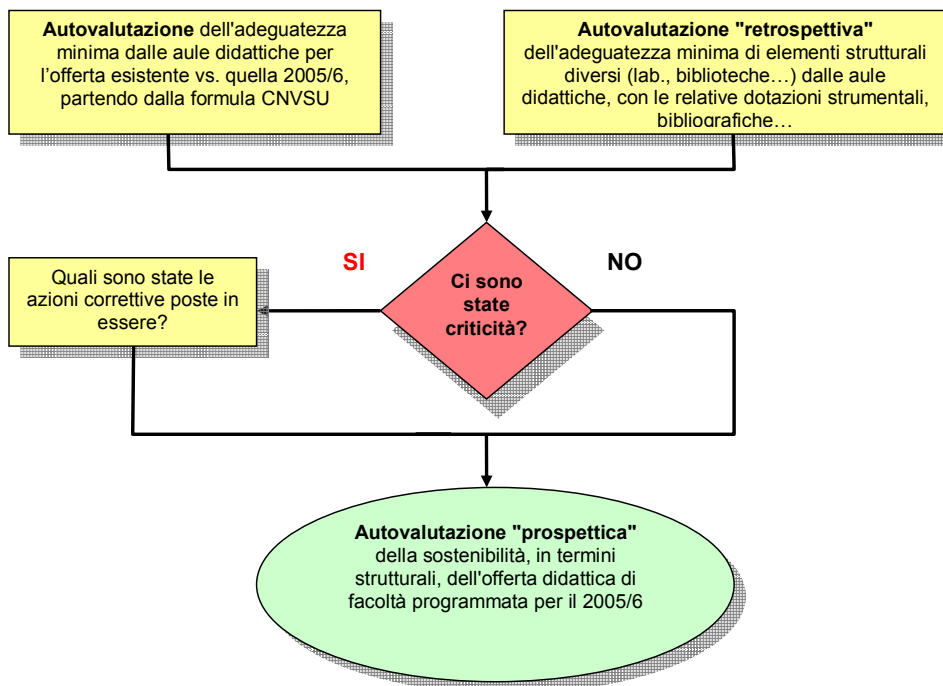 Autovalutazione dell'adeguatezza
minima dalle aule didattiche per
l'offerta esistente vs. quella 2005/6,
partendo dalla formula CNVSU
Autovalutazione "retrospettiva"
dell'adeguatezza minima di elementi strutturali
diversi (lab., biblioteche…) dalle aule
didattiche, con le relative dotazioni strumentali,
bibliografiche…
SI
NO
Ci sono
state
criticità?
Quali sono state le
azioni correttive poste in
essere?
Autovalutazione "prospettica"
della sostenibilità, in termini
strutturali, dell'offerta didattica di
facoltà programmata per il 2005/6